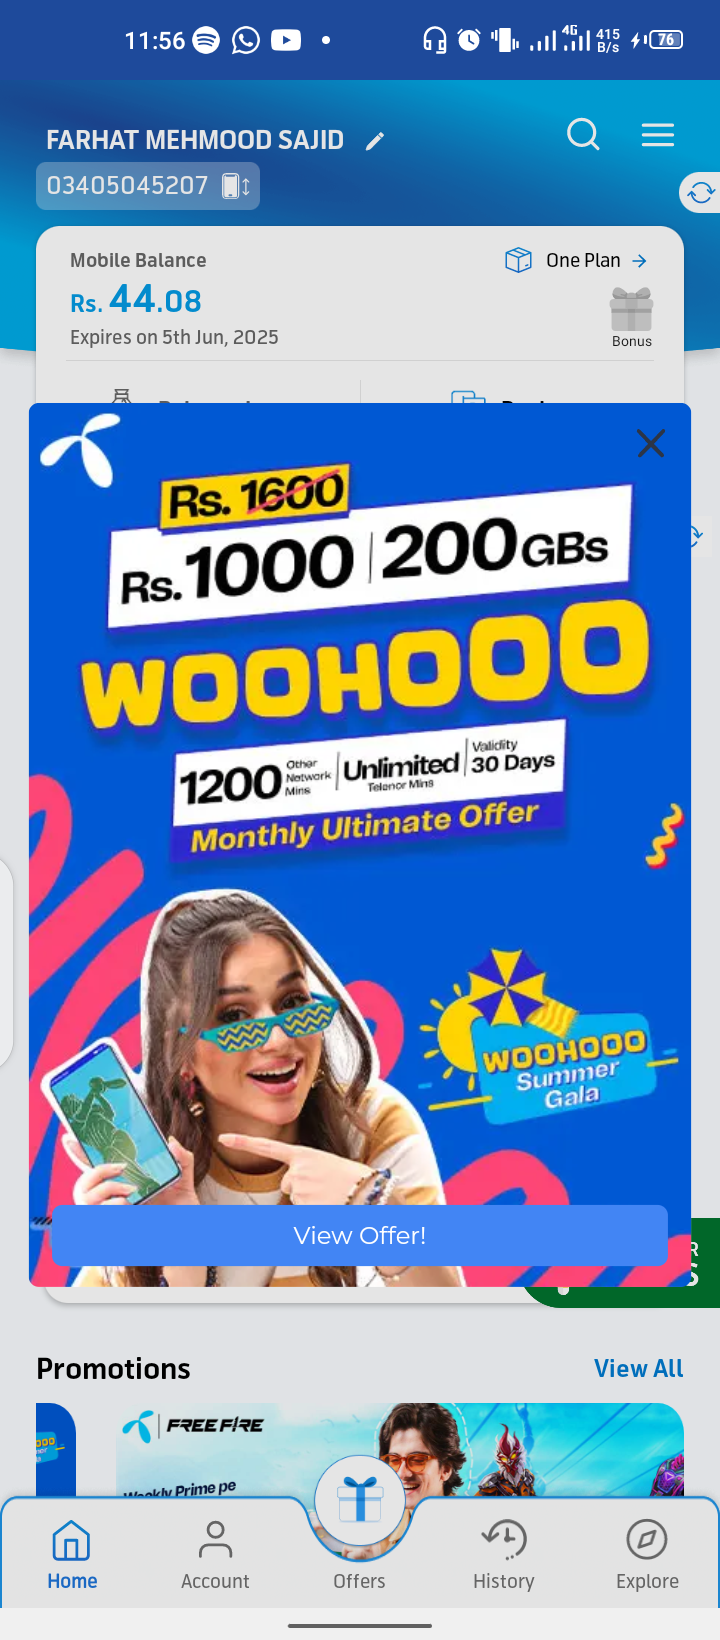 11:56
4G
415
B/s
76
FARHAT MEHMOOD SAJID
03405045207
Mobile Balance
One Plan
Rs. 44.08
Expires on 5th Jun, 2025
Bonus
Rs. 1600
Rs. 1000 | 200 GBs
WOOHOOO
1200 Other Network Mins | Unlimited Telenor Mins | Validity 30 Days
Monthly Ultimate Offer
WOOHOOO
Summer
Gala
View Offer!
R
S
Promotions
View All
FREE FIRE
Weekly Prime pe
Home
Account
Offers
History
Explore